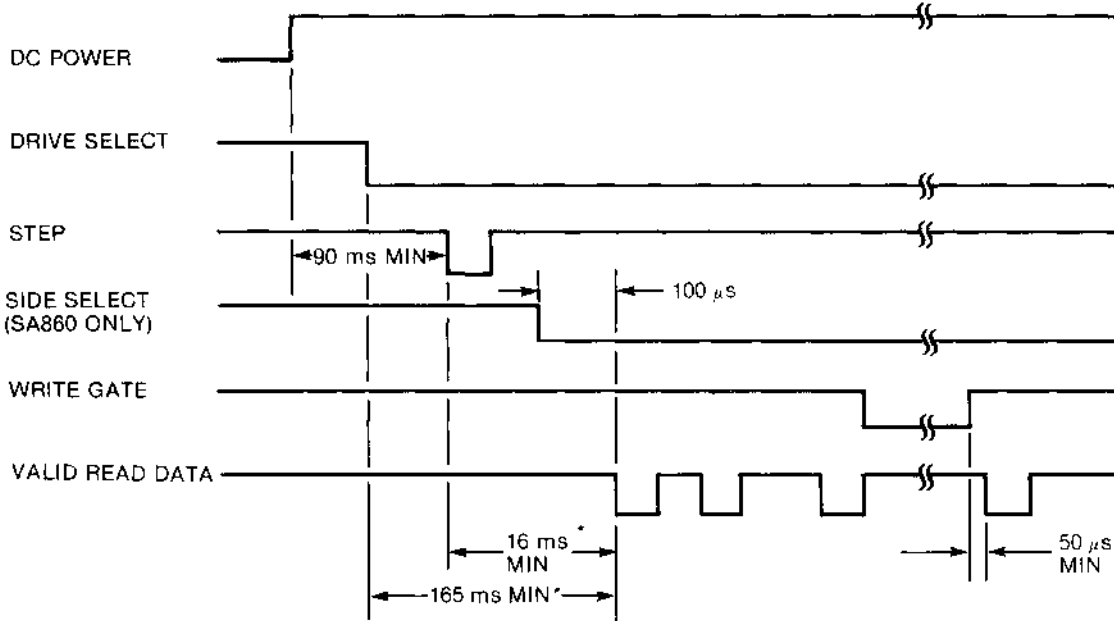 DC POWER
DRIVE SELECT
STEP
90 ms MIN
SIDE SELECT
(SA860 ONLY)
100 µs
WRITE GATE
VALID READ DATA
16 ms*
MIN
50 µs
MIN
165 ms MIN*